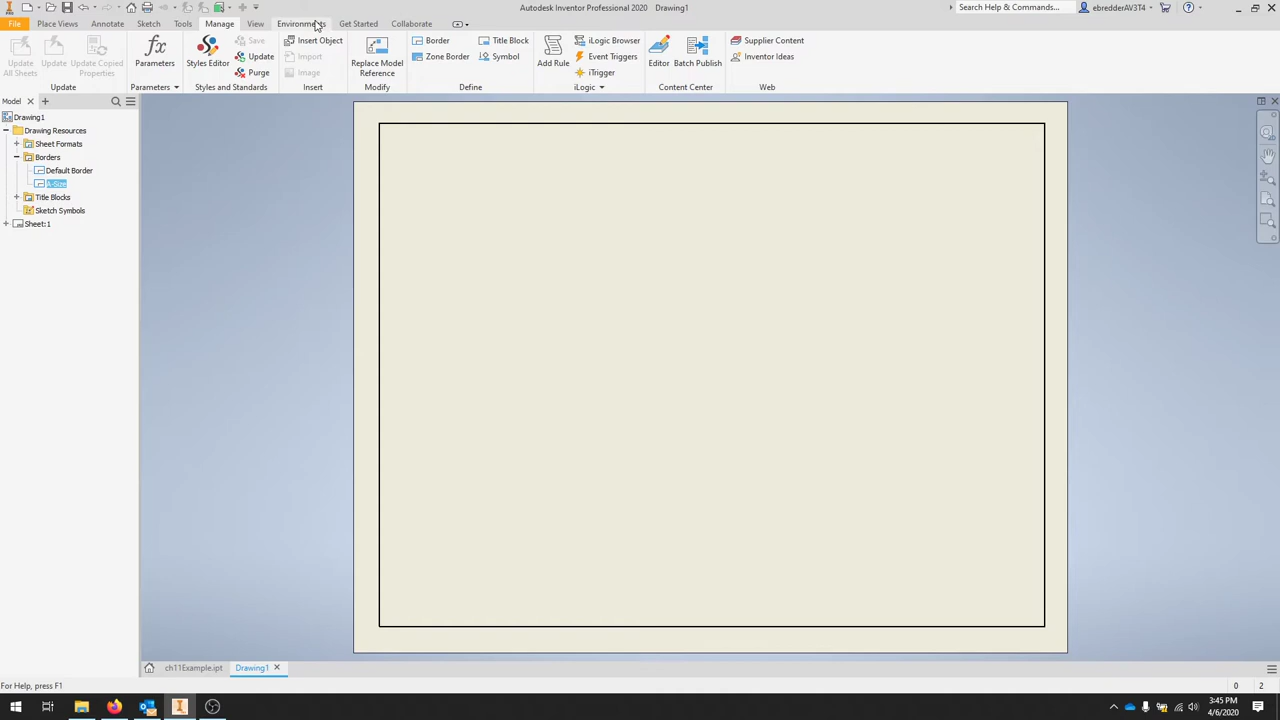 Autodesk Inventor Professional 2020 Drawing1
Search Help & Commands...
ebredderAV3T4
File Place Views Annotate Sketch Tools Manage View Environments Get Started Collaborate
Update All Sheets
Update
Update Copied Properties
Update
Parameters
Parameters
Styles Editor
Save
Update
Purge
Styles and Standards
Insert Object
Import
Image
Insert
Replace Model Reference
Modify
Border
Zone Border
Title Block
Symbol
Define
Add Rule
iLogic Browser
Event Triggers
iTrigger
iLogic
Editor
Batch Publish
Content Center
Supplier Content
Inventor Ideas
Web
Model
Drawing1
Drawing Resources
Sheet Formats
Borders
Default Border
A-Size
Title Blocks
Sketch Symbols
Sheet:1
ch11Example.ipt Drawing1
For Help, press F1
0 2
3:45 PM
4/6/2020